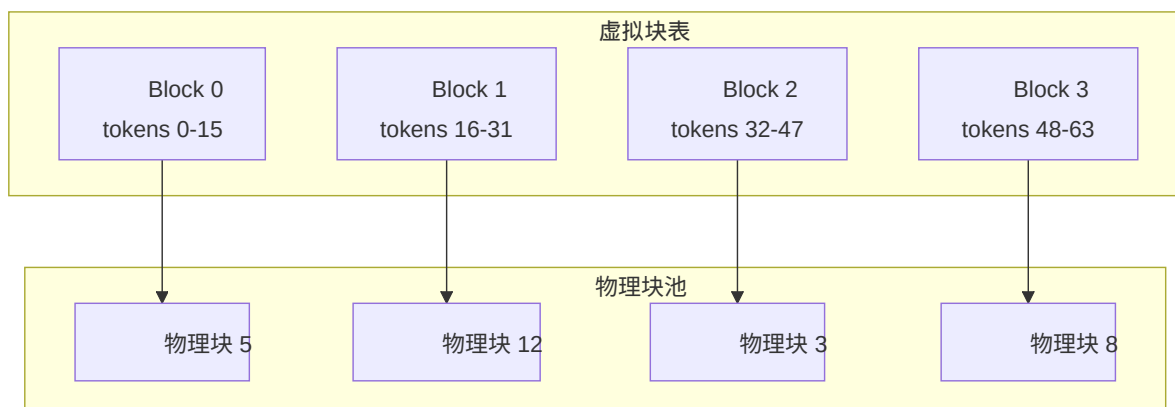 虚拟块表
Block 0
tokens 0-15
Block 1
tokens 16-31
Block 2
tokens 32-47
Block 3
tokens 48-63
物理块池
物理块 5
物理块 12
物理块 3
物理块 8